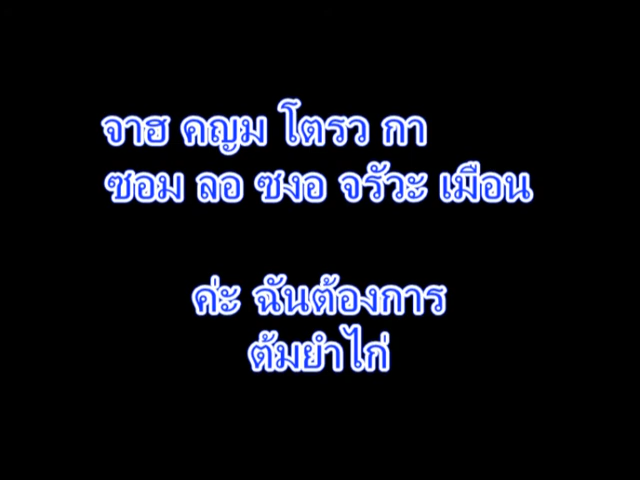 จาฮ คญม โตรว กา
ซอม ลอ ซงอ จรัวะ เมือน
ค่ะ ฉันต้องการ
ต้มยำไก่